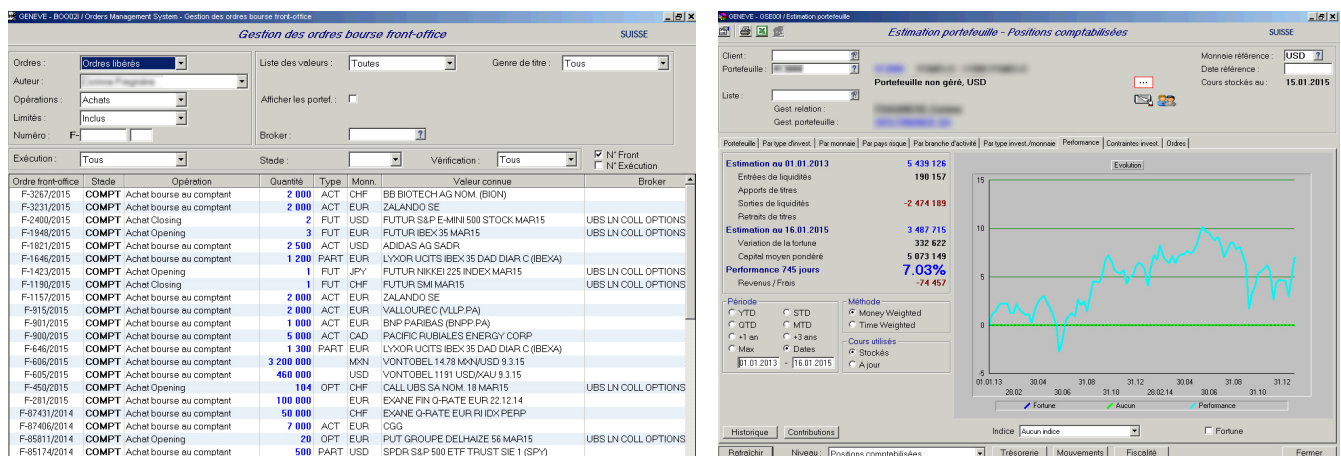 GENEVE - BOO02I / Orders Management System - Gestion des ordres bourse front-office
Gestion des ordres bourse front-office
SUISSE
Ordres : Ordres libérés
Liste des valeurs : Toutes
Genre de titre : Tous
Auteur :
Opérations : Achats
Afficher les portef. :
Limités : Inclus
Numéro : F-
Broker : ?
Exécution : Tous
Stade :
Vérification : Tous
N° Front
N° Exécution
Ordre front-office Stade Opération Quantité Type Monn. Valeur connue Broker
F-3267/2015 COMPT Achat bourse au comptant 2 000 ACT CHF BB BIOTECH AG NOM. (BION)
F-3231/2015 COMPT Achat bourse au comptant 2 000 ACT EUR ZALANDO SE
F-2400/2015 COMPT Achat Closing 2 FUT USD FUTUR S&P E-MINI 500 STOCK MAR15 UBS LN COLL OPTIONS
F-1948/2015 COMPT Achat Opening 3 FUT EUR FUTUR IBEX 35 MAR15 UBS LN COLL OPTIONS
F-1821/2015 COMPT Achat bourse au comptant 2 500 ACT USD ADIDAS AG SADR
F-1646/2015 COMPT Achat bourse au comptant 1 200 PART EUR LYXOR UCITS IBEX 35 DAD DIAR C (IBEXA)
F-1423/2015 COMPT Achat Opening 1 FUT JPY FUTUR NIKKEI 225 INDEX MAR15 UBS LN COLL OPTIONS
F-1190/2015 COMPT Achat Closing 1 FUT CHF FUTUR SMI MAR15 UBS LN COLL OPTIONS
F-1157/2015 COMPT Achat bourse au comptant 2 000 ACT EUR ZALANDO SE
F-915/2015 COMPT Achat bourse au comptant 2 000 ACT EUR VALLOUREC (VLLP.PA)
F-901/2015 COMPT Achat bourse au comptant 1 000 ACT EUR BNP PARIBAS (BNPP.PA)
F-900/2015 COMPT Achat bourse au comptant 5 000 ACT CAD PACIFIC RUBIALES ENERGY CORP
F-646/2015 COMPT Achat bourse au comptant 1 300 PART EUR LYXOR UCITS IBEX 35 DAD DIAR C (IBEXA)
F-606/2015 COMPT Achat bourse au comptant 3 200 000 MXN VONTOBEL 14.78 MXN/USD 9.3.15
F-605/2015 COMPT Achat bourse au comptant 460 000 USD VONTOBEL 1191 USD/XAU 9.3.15
F-450/2015 COMPT Achat Opening 104 OPT CHF CALL UBS SA NOM. 18 MAR15 UBS LN COLL OPTIONS
F-281/2015 COMPT Achat bourse au comptant 100 000 EUR EXANE FIN Q-RATE EUR 22.12.14
F-87431/2014 COMPT Achat bourse au comptant 50 000 CHF EXANE Q-RATE EUR RI IDX PERP
F-87406/2014 COMPT Achat bourse au comptant 7 000 ACT EUR CGG
F-85811/2014 COMPT Achat Opening 20 OPT EUR PUT GROUPE DELHAIZE 56 MAR15 UBS LN COLL OPTIONS
F-85174/2014 COMPT Achat bourse au comptant 500 PART USD SPDR S&P 500 ETF TRUST SIE 1 (SPY)
GENEVE - GSE00I / Estimation portefeuille
Estimation portefeuille - Positions comptabilisées
SUISSE
Client : ?
Monnaie référence : USD ?
Portefeuille : ?
Date référence :
Portefeuille non géré, USD
...
Cours stockés au : 15.01.2015
Liste : ?
Gest. relation :
Gest. portefeuille :
Portefeuille Par type d'invest. Par monnaie Par pays risque Par branche d'activité Par type invest./monnaie Performance Contraintes invest. Ordres
Estimation au 01.01.2013 5 439 126
Entrées de liquidités 190 157
Apports de titres
Sorties de liquidités -2 474 189
Retraits de titres
Estimation au 16.01.2015 3 487 715
Variation de la fortune 332 622
Capital moyen pondéré 5 073 149
Performance 745 jours 7.03%
Revenus / Frais -74 457
Période
YTD STD
QTD MTD
+1 an +3 ans
Max Dates
01.01.2013 - 16.01.2015
Méthode
Money Weighted
Time Weighted
Cours utilisés
Stockés
A jour
Evolution
15
10
5
0
-5
01.01.13 30.04 31.08 31.12 30.04 31.08 31.12
28.02 30.06 31.10 28.02.14 30.06 31.10
Fortune Aucun Performance
Historique Contributions
Indice Aucun indice
Fortune
Rafraîchir Niveau : Positions comptabilisées Trésorerie Mouvements Fiscalité Fermer